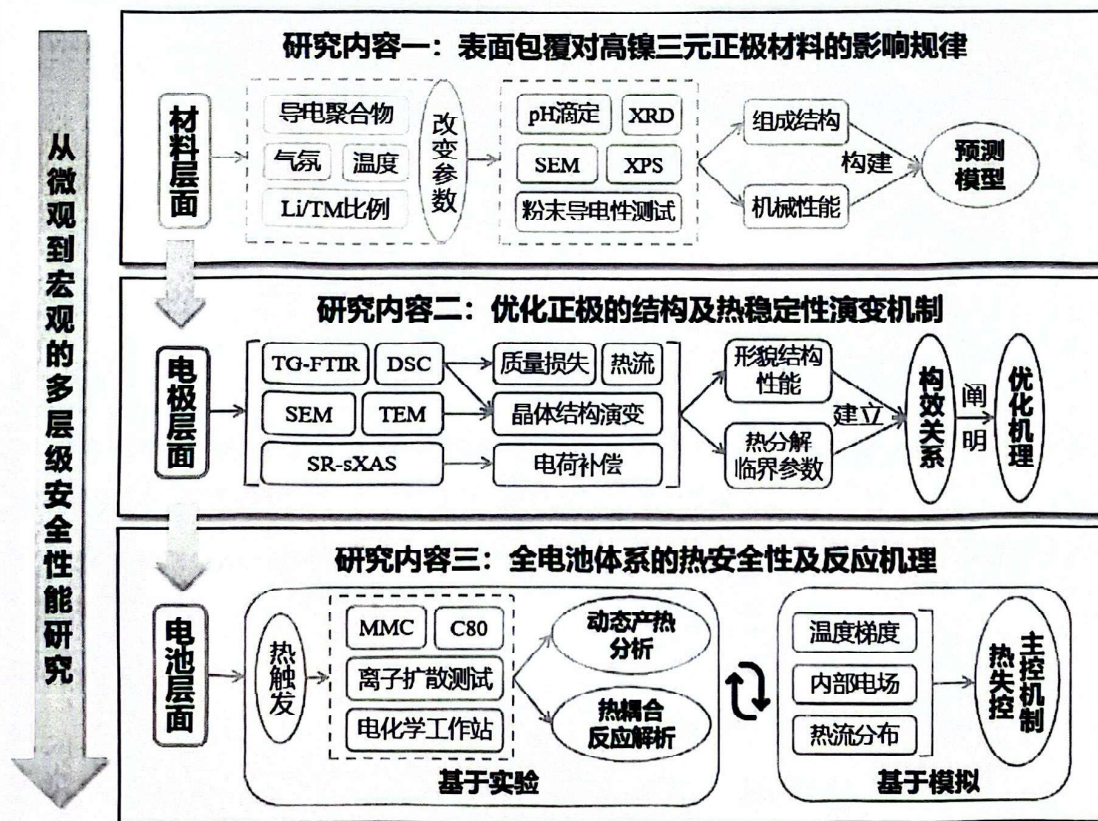 从微观到宏观的多层级安全性能研究
研究内容一：表面包覆对高镍三元正极材料的影响规律
材料层面
导电聚合物
气氛
温度
Li/TM比例
改变参数
pH滴定
XRD
SEM
XPS
粉末导电性测试
组成结构
机械性能
构建
预测
模型
研究内容二：优化正极的结构及热稳定性演变机制
电极层面
TG-FTIR
DSC
SEM
TEM
SR-sXAS
质量损失
热流
晶体结构演变
电荷补偿
形貌结构
性能
热分解
临界参数
建立
构效关系
阐
明
优化机理
研究内容三：全电池体系的热安全性及反应机理
电池层面
热触发
MMC
C80
离子扩散测试
电化学工作站
动态产热
分析
热耦合
反应解析
基于实验
温度梯度
内部电场
热流分布
热失控
主控机制
基于模拟